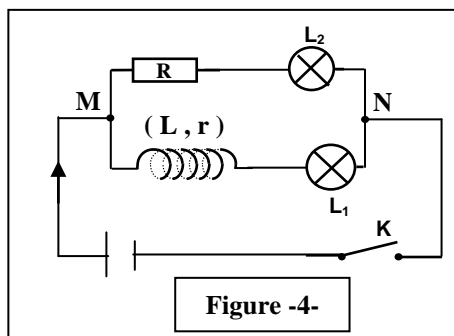 L₂
R
M
N
( L , r )
L₁
K
Figure -4-